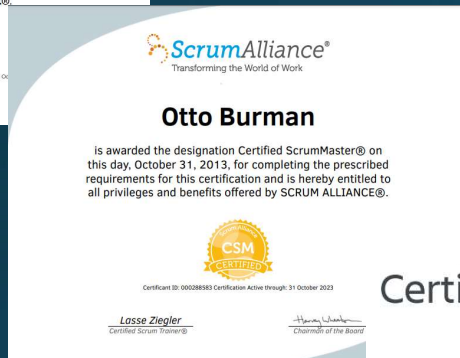 ScrumAlliance®
Transforming the World of Work
Otto Burman
is awarded the designation Certified ScrumMaster® on
this day, October 31, 2013, for completing the prescribed
requirements for this certification and is hereby entitled to
all privileges and benefits offered by SCRUM ALLIANCE®.
CSM
CERTIFIED
Certificant ID: 000288583 Certification Active through: 31 October 2023
Certi
Lasse Ziegler
Certified Scrum Trainer®
Chairman of the Board